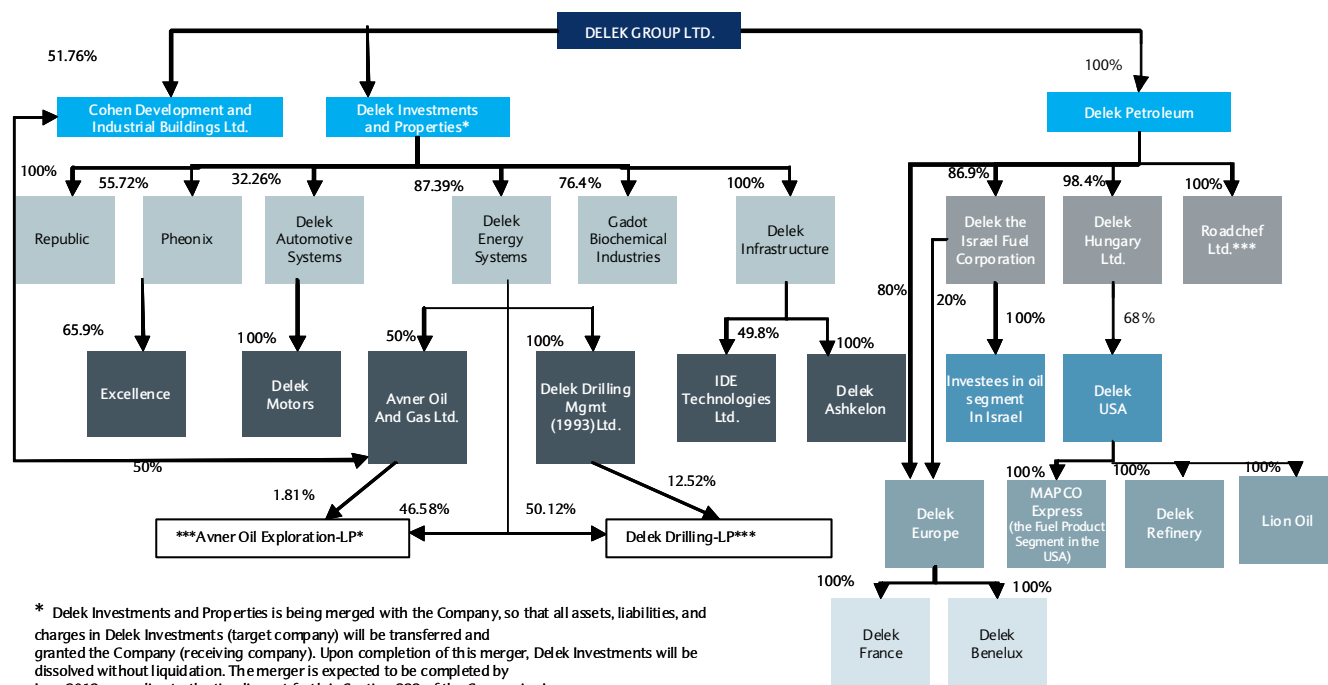 DELEK GROUP LTD.
51.76%
100%
Cohen Development and
Industrial Buildings Ltd.
Delek Investments
and Properties*
Delek Petroleum
100%
55.72%
32.26%
87.39%
76.4%
100%
86.9%
98.4%
100%
Republic
Pheonix
Delek
Automotive
Systems
Delek
Energy
Systems
Gadot
Biochemical
Industries
Delek
Infrastructure
Delek the
Israel Fuel
Corporation
Delek
Hungary
Ltd.
Roadchef
Ltd.***
80%
20%
65.9%
100%
50%
100%
49.8%
100%
100%
68%
Excellence
Delek
Motors
Avner Oil
And Gas Ltd.
Delek Drilling
Mgmt
(1993)Ltd.
IDE
Technologies
Ltd.
Delek
Ashkelon
Investees in oil
segment
In Israel
Delek
USA
50%
1.81%
46.58%
50.12%
12.52%
100%
100%
100%
***Avner Oil Exploration-LP*
Delek Drilling-LP***
Delek
Europe
MAPCO
Express
(the Fuel Product
Segment in the
USA)
Delek
Refinery
Lion Oil
100%
100%
Delek
France
Delek
Benelux
* Delek Investments and Properties is being merged with the Company, so that all assets, liabilities, and
charges in Delek Investments (target company) will be transferred and
granted the Company (receiving company). Upon completion of this merger, Delek Investments will be
dissolved without liquidation. The merger is expected to be completed by